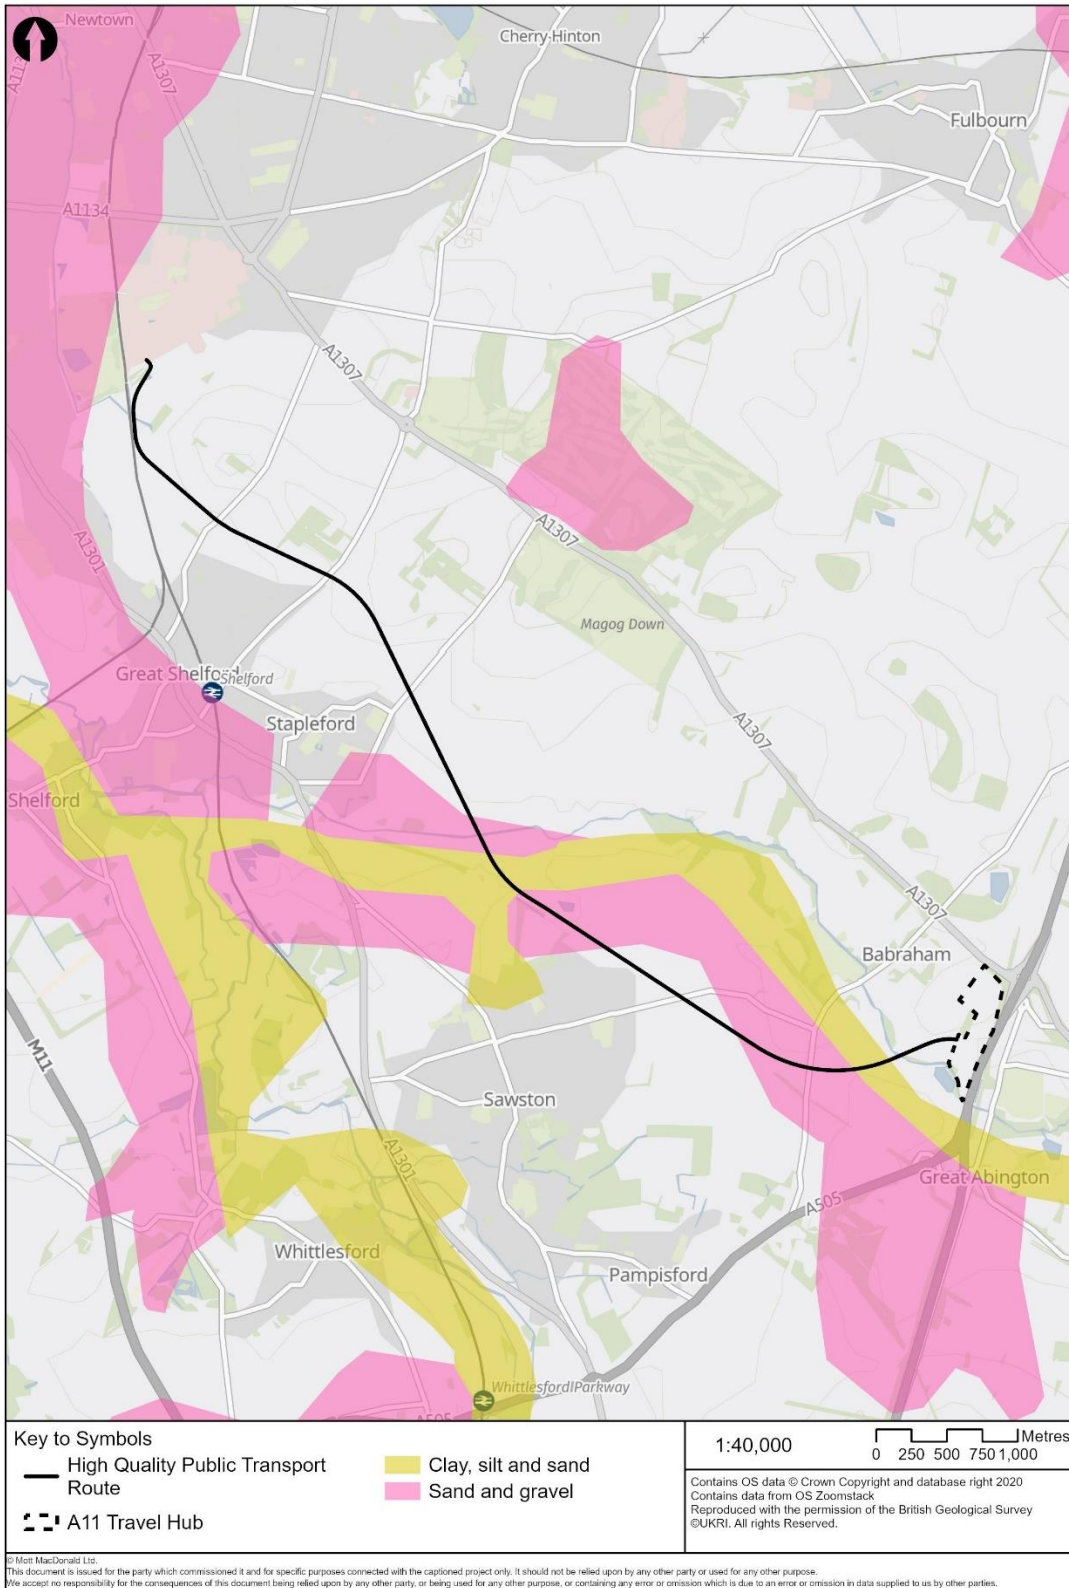 Newtown
Cherry Hinton
A1307
Fulbourn
A1134
A1307
A1307
A1301
Magog Down
Great Shelford
Shelford
Stapleford
A1307
Shelford
A1307
Babraham
M11
Sawston
A1301
Great Abington
A505
Whittlesford
Pampisford
Whittlesford Parkway
A505
Key to Symbols
High Quality Public Transport
Route
A11 Travel Hub
Clay, silt and sand
Sand and gravel
1:40,000
Metres
0 250 500 750 1,000
Contains OS data © Crown Copyright and database right 2020
Contains data from OS Zoomstack
Reproduced with the permission of the British Geological Survey
©UKRI. All rights Reserved.
© Mott MacDonald Ltd.
This document is issued for the party which commissioned it and for specific purposes connected with the captioned project only. It should not be relied upon by any other party or used for any other purpose.
We accept no responsibility for the consequences of this document being relied upon by any other party, or being used for any other purpose, or containing any error or omission which is due to an error or omission in data supplied to us by other parties.